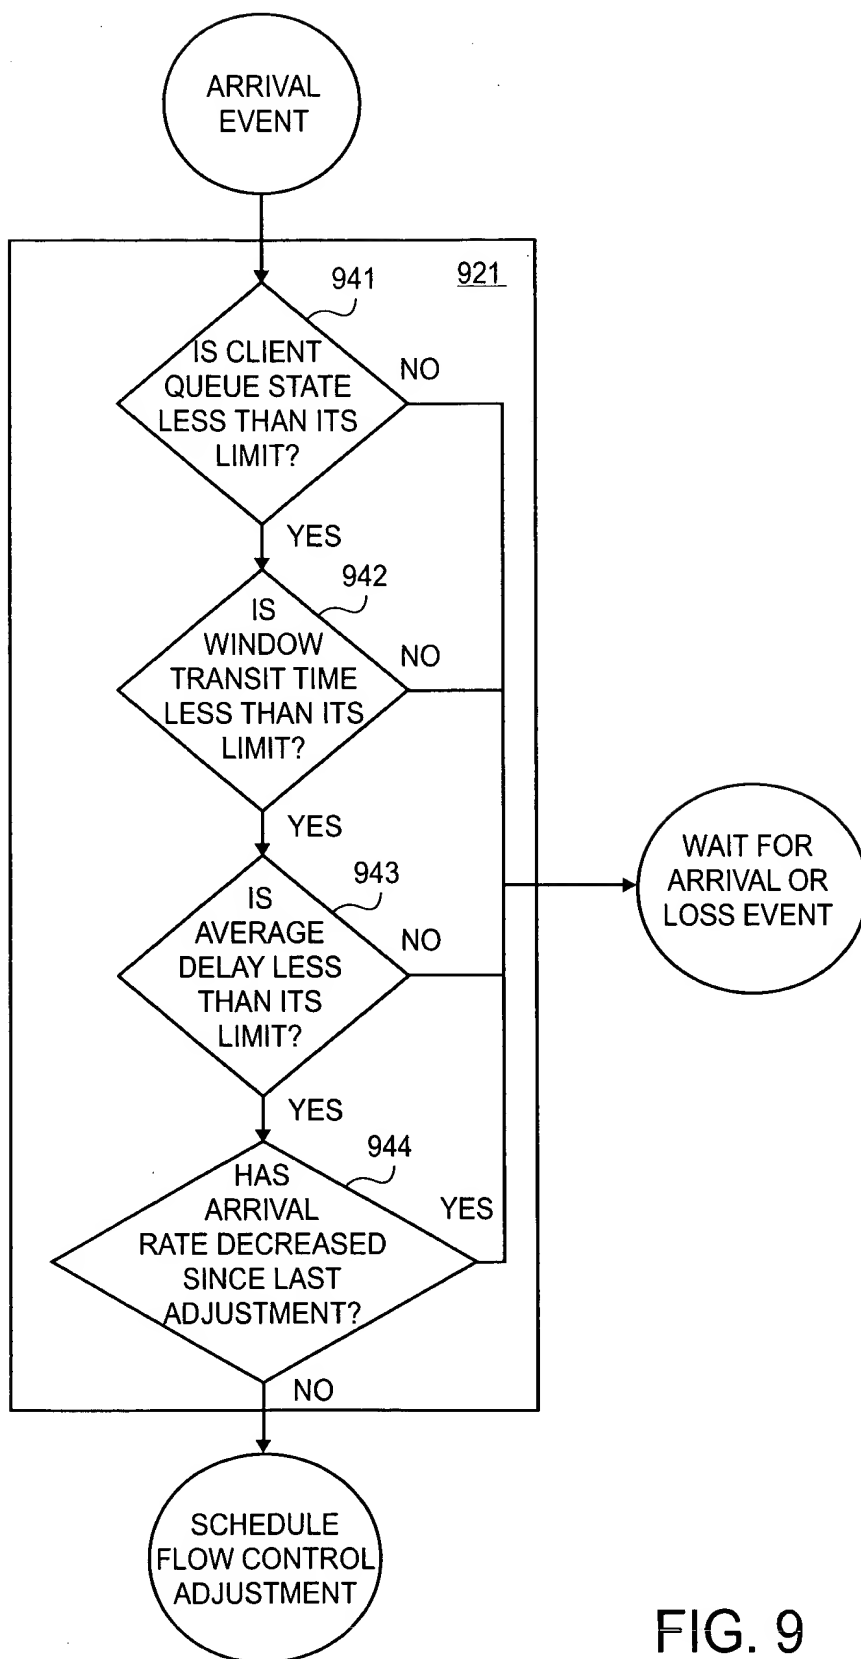 ARRIVAL
EVENT
921
941
IS CLIENT
QUEUE STATE
LESS THAN ITS
LIMIT?
NO
YES
942
IS
WINDOW
TRANSIT TIME
LESS THAN ITS
LIMIT?
NO
YES
943
IS
AVERAGE
DELAY LESS
THAN ITS
LIMIT?
NO
WAIT FOR
ARRIVAL OR
LOSS EVENT
YES
944
HAS
ARRIVAL
RATE DECREASED
SINCE LAST
ADJUSTMENT?
YES
NO
SCHEDULE
FLOW CONTROL
ADJUSTMENT
FIG. 9